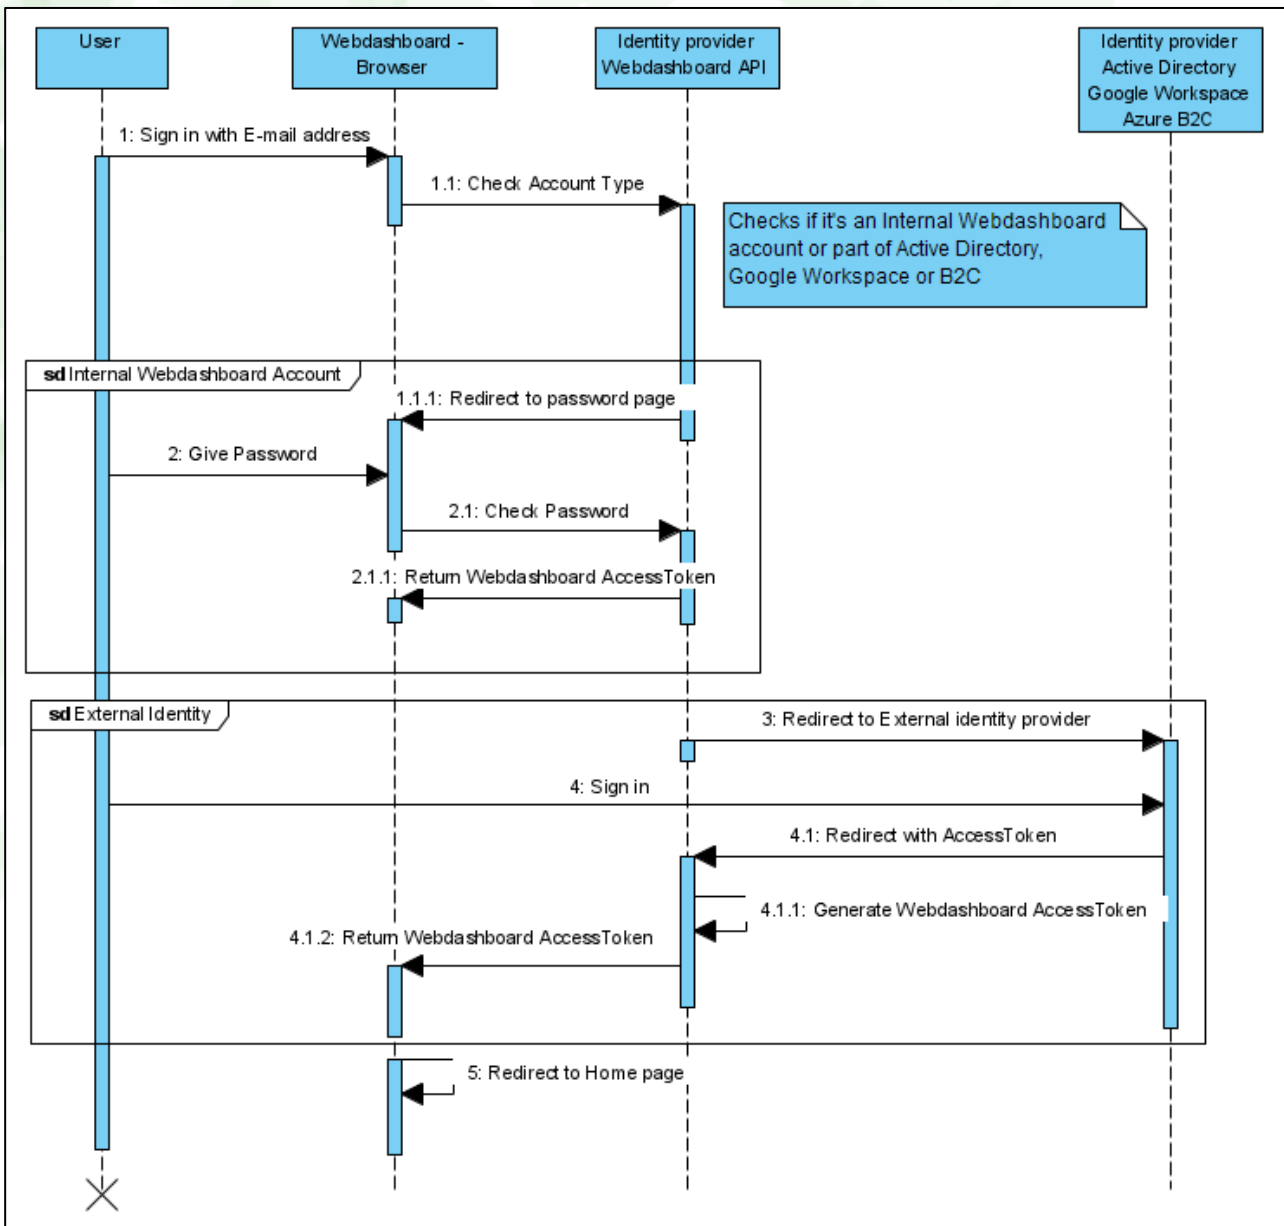 User
Webdashboard -
Browser
Identity provider
Webdashboard API
Identity provider
Active Directory
Google Workspace
Azure B2C
1: Sign in with E-mail address
1.1: Check Account Type
Checks if it's an Internal Webdashboard
account or part of Active Directory,
Google Workspace or B2C
sd Internal Webdashboard Account
1.1.1: Redirect to password page
2: Give Password
2.1: Check Password
2.1.1: Return Webdashboard AccessToken
sd External Identity
3: Redirect to External identity provider
4: Sign in
4.1: Redirect with AccessToken
4.1.1: Generate Webdashboard AccessToken
4.1.2: Return Webdashboard AccessToken
5: Redirect to Home page